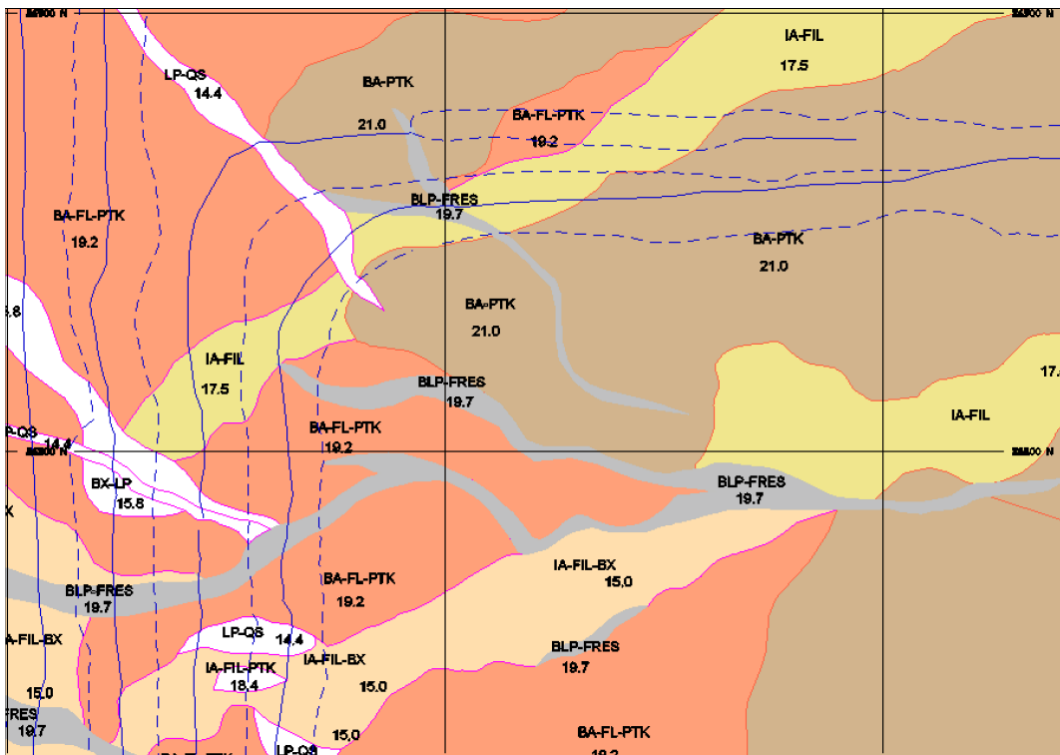 IA-FIL
17.5
LP-QS
14.4
BA-PTK
21.0
BA-FL-PTK
19.2
BLP-FRES
19.7
BA-FL-PTK
19.2
BA-PTK
21.0
BA-PTK
21.0
IA-FIL
17.5
BLP-FRES
19.7
IA-FIL
BA-FL-PTK
19.2
14.4
BX-LP
15.8
BLP-FRES
19.7
IA-FIL-BX
15,0
BA-FL-PTK
19.2
BLP-FRES
19.7
LP-QS
14.4
BLP-FRES
19.7
IA-FIL-PTK
18.4
IA-FIL-BX
15.0
15.0
19.7
15,0
BA-FL-PTK
LP-QS